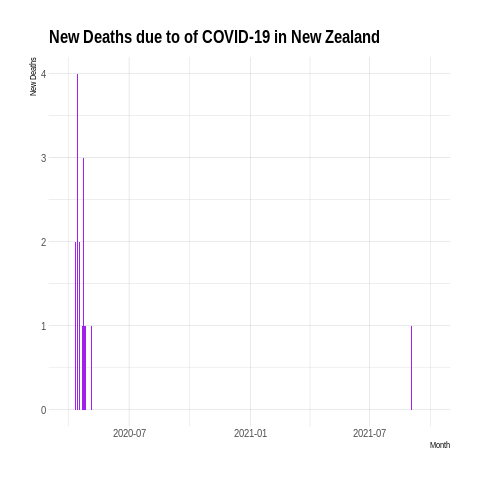 New Deaths due to of COVID-19 in New Zealand
New Deaths
4
3
2
1
0
2020-07
2021-01
2021-07
Month